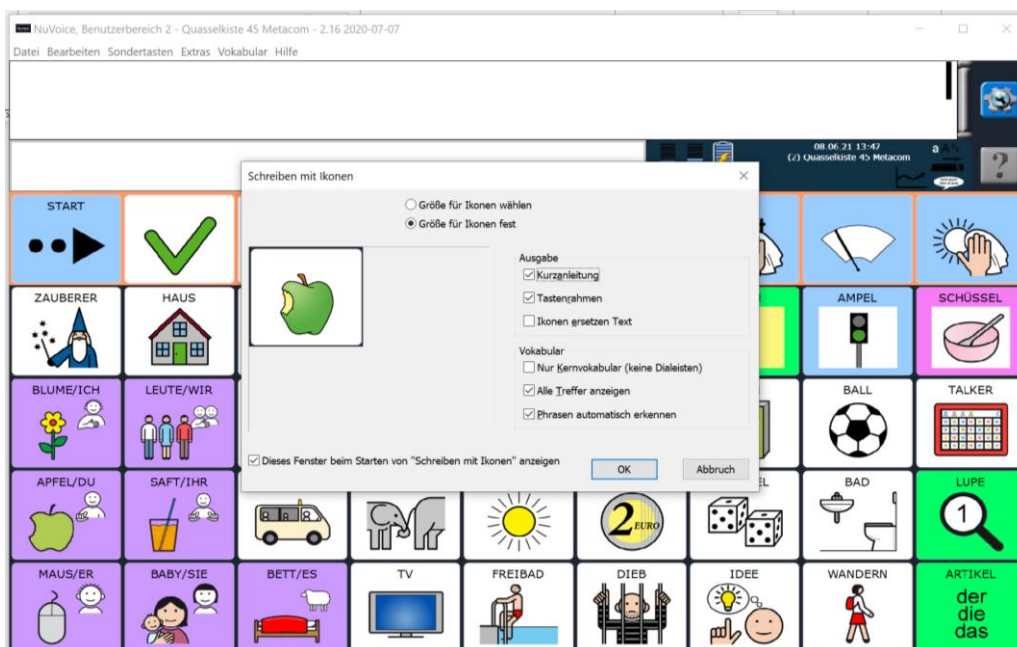 NuVoice, Benutzerbereich 2 - Quasselkiste 45 Metacom - 2.16 2020-07-07
Datei Bearbeiten Sondertasten Extras Vokabular Hilfe
08.06.21 13:47
(2) Quasselkiste 45 Metacom
?
Schreiben mit Ikonen
Größe für Ikonen wählen
Größe für Ikonen fest
Ausgabe
Kurzanleitung
Tastenrahmen
Ikonen ersetzen Text
Vokabular
Nur Kernvokabular (keine Dialeisten)
Alle Treffer anzeigen
Phrasen automatisch erkennen
Dieses Fenster beim Starten von "Schreiben mit Ikonen" anzeigen
OK Abbruch
START
ZAUBERER HAUS AMPEL SCHÜSSEL
BLUME/ICH LEUTE/WIR BALL TALKER
APFEL/DU SAFT/IHR BAD LUPE
2 EURO 1
MAUS/ER BABY/SIE BETT/ES TV FREIBAD DIEB IDEE WANDERN ARTIKEL
der
die
das